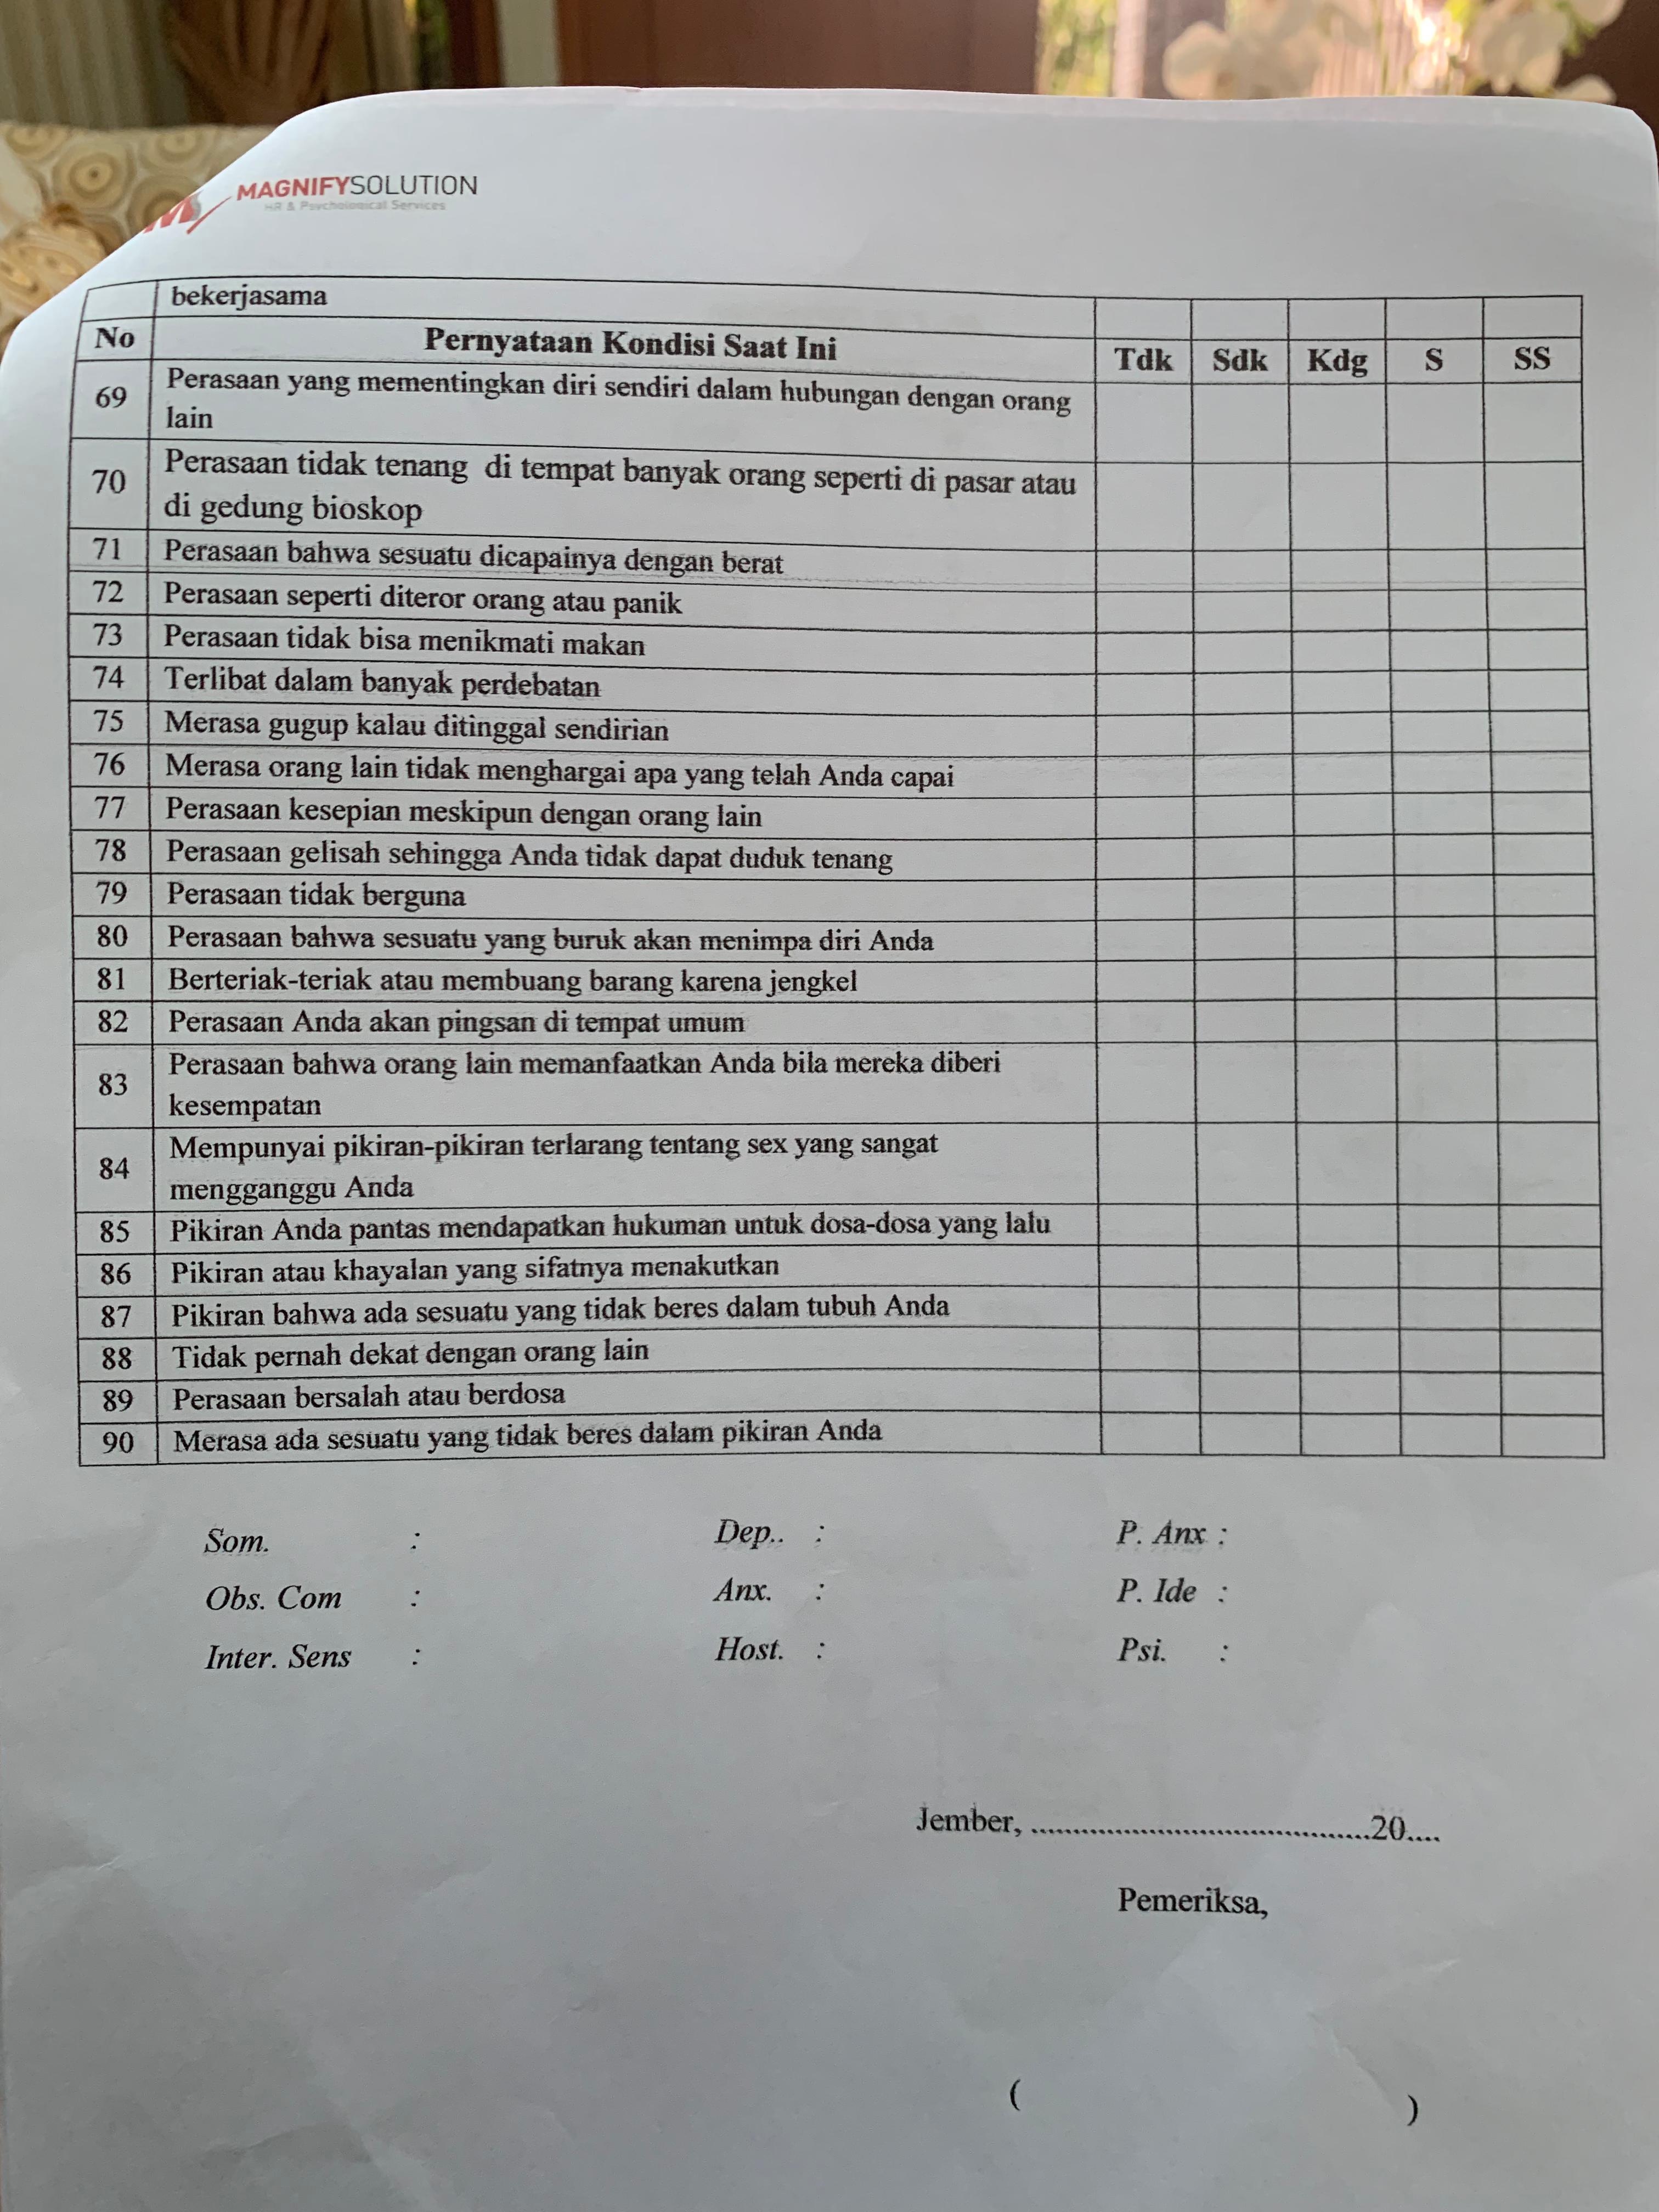 MAGNIFYSOLUTION
HR & Psychological Services
bekerjasama
No Pernyataan Kondisi Saat Ini Tdk Sdk Kdg S SS
69 Perasaan yang mementingkan diri sendiri dalam hubungan dengan orang
lain
70 Perasaan tidak tenang di tempat banyak orang seperti di pasar atau
di gedung bioskop
71 Perasaan bahwa sesuatu dicapainya dengan berat
72 Perasaan seperti diteror orang atau panik
73 Perasaan tidak bisa menikmati makan
74 Terlibat dalam banyak perdebatan
75 Merasa gugup kalau ditinggal sendirian
76 Merasa orang lain tidak menghargai apa yang telah Anda capai
77 Perasaan kesepian meskipun dengan orang lain
78 Perasaan gelisah sehingga Anda tidak dapat duduk tenang
79 Perasaan tidak berguna
80 Perasaan bahwa sesuatu yang buruk akan menimpa diri Anda
81 Berteriak-teriak atau membuang barang karena jengkel
82 Perasaan Anda akan pingsan di tempat umum
83 Perasaan bahwa orang lain memanfaatkan Anda bila mereka diberi
kesempatan
84 Mempunyai pikiran-pikiran terlarang tentang sex yang sangat
mengganggu Anda
85 Pikiran Anda pantas mendapatkan hukuman untuk dosa-dosa yang lalu
86 Pikiran atau khayalan yang sifatnya menakutkan
87 Pikiran bahwa ada sesuatu yang tidak beres dalam tubuh Anda
88 Tidak pernah dekat dengan orang lain
89 Perasaan bersalah atau berdosa
90 Merasa ada sesuatu yang tidak beres dalam pikiran Anda
Som. : Dep.. : P. Anx :
Obs. Com : Anx. : P. Ide :
Inter. Sens : Host. : Psi. :
Jember, .........................................20....
Pemeriksa,
( )